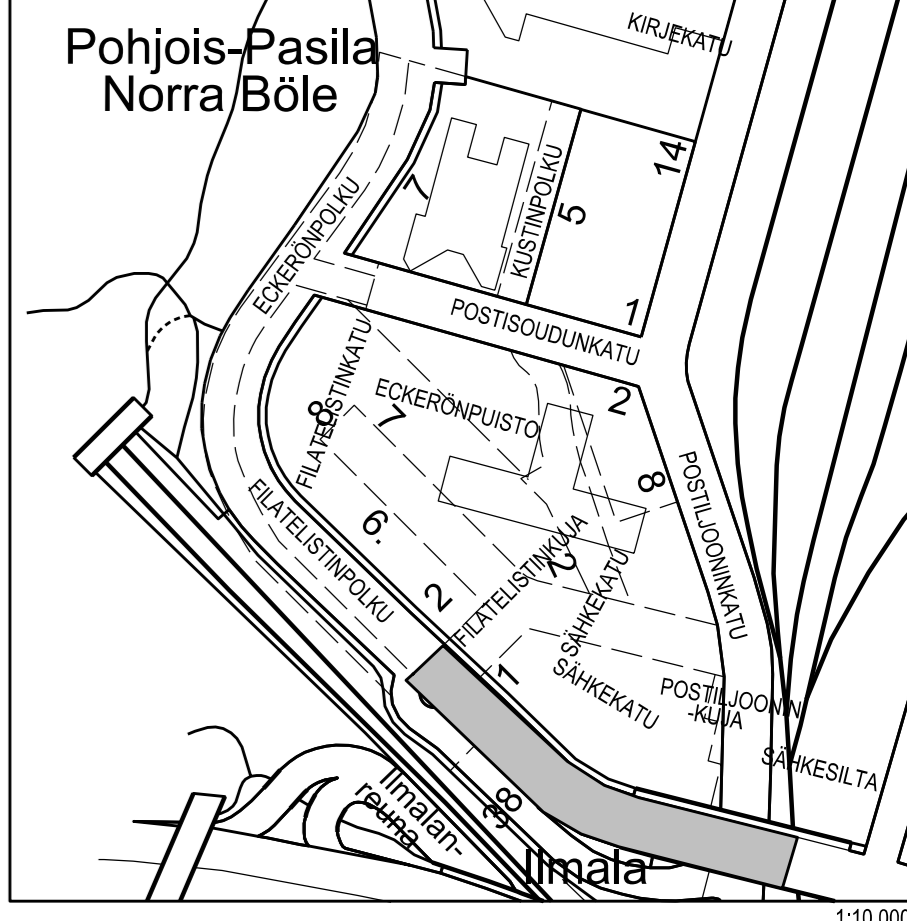 KIRJEKATU
Pohjois-Pasila
Norra Böle
14
7
KUSTINPOLKU
5
ECKERÖNPOLKU
1
POSTISOUDUNKATU
FILATELISTINKATU
ECKERÖNPUISTO
2
8
7
8
POSTILJOONINKATU
FILATELISTINPOLKU
6.
FILATELISTINKUJA
2
2
SÄHKEKATU
1
SÄHKEKATU
POSTILJOONIN
-KUJA
SÄHKESILTA
Ilmalan-
reuna
38
Ilmala
1:10 000